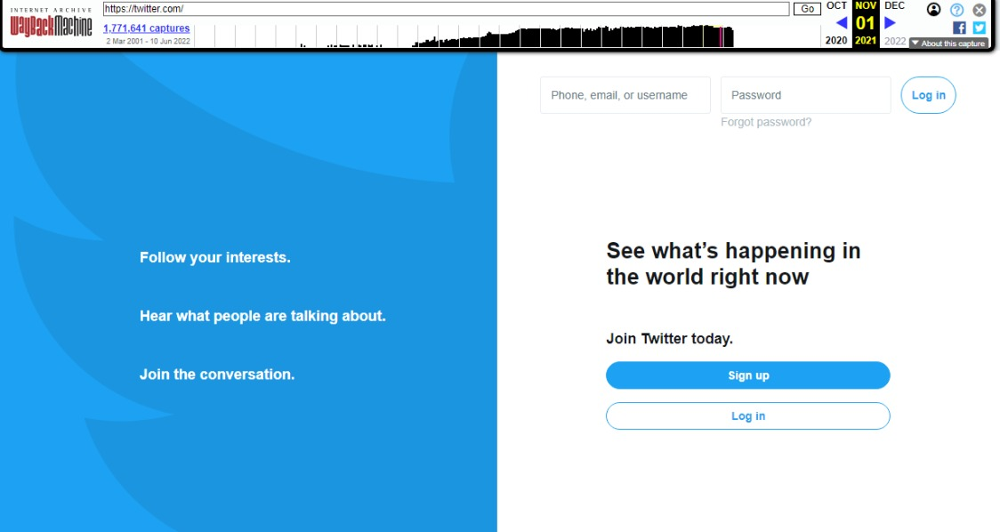 INTERNET ARCHIVE
WayBackMachine
https://twitter.com/
Go
1,771,641 captures
2 Mar 2001 - 10 Jun 2022
OCT NOV DEC
01
2020 2021 2022
About this capture
Phone, email, or username
Password
Log in
Forgot password?
Follow your interests.
Hear what people are talking about.
Join the conversation.
See what’s happening in
the world right now
Join Twitter today.
Sign up
Log in